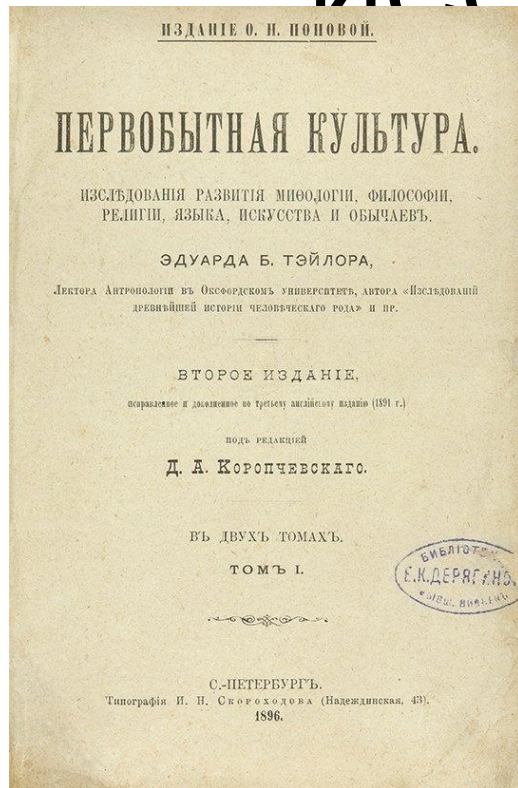 ИЗДАНІЕ О. Н. ПОПОВОЙ.
ПЕРВОБЫТНАЯ КУЛЬТУРА.
ИЗСЛѢДОВАНІЯ РАЗВИТІЯ МИѲОЛОГІИ, ФИЛОСОФІИ,
РЕЛИГІИ, ЯЗЫКА, ИСКУССТВА И ОБЫЧАЕВЪ.
ЭДУАРДА Б. ТЭЙЛОРА,
Лектора Антропологіи въ Оксфордскомъ университетѣ, автора «Изслѣдованій
древнѣйшей исторіи человѣческаго рода» и пр.
ВТОРОЕ ИЗДАНІЕ,
исправленное и дополненное по третьему англійскому изданію (1891 г.)
ПОДЪ РЕДАКЦІЕЙ
Д. А. Коропчевскаго.
ВЪ ДВУХЪ ТОМАХЪ.
ТОМЪ I.
БИБЛІОТЕКА
Е.К.ДЕРЯГИНО
С.-ПЕТЕРБУРГЪ.
Типографія И. Н. Скороходова (Надеждинская, 43).
1896.